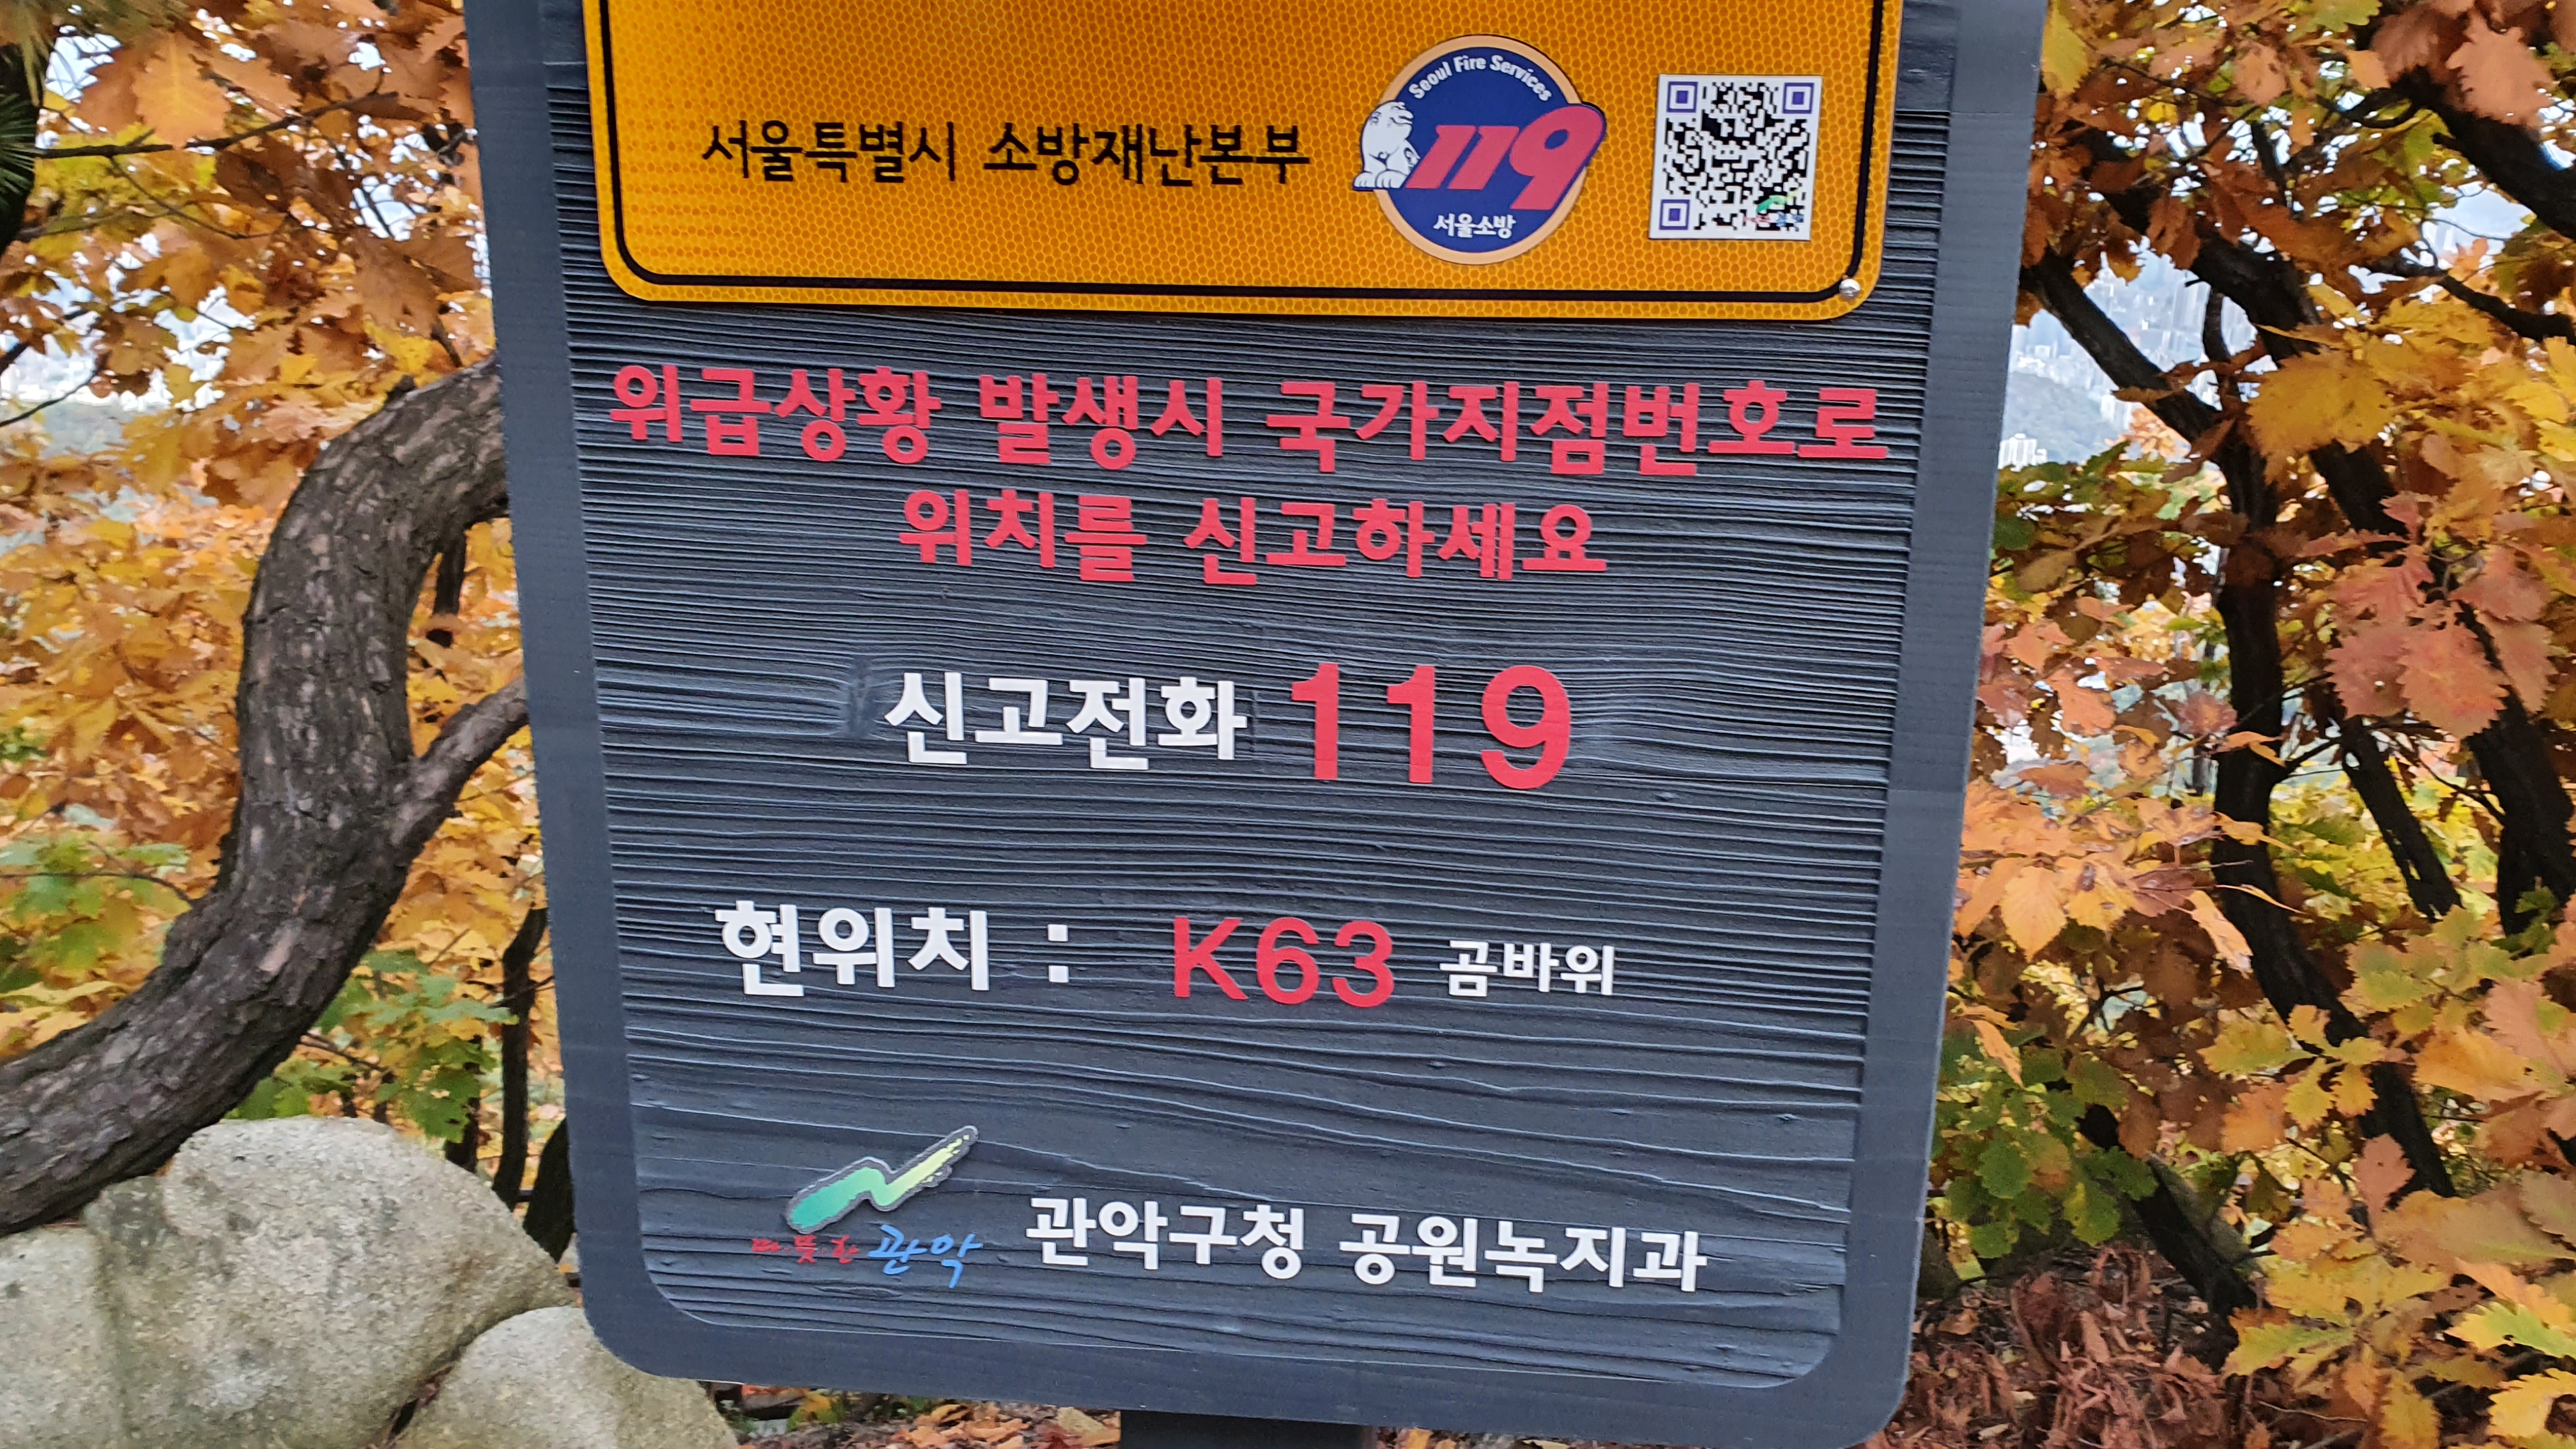 Seoul Fire Services
서울특별시 소방재난본부
119
서울소방
위급상황 발생시 국가지점번호로
위치를 신고하세요
신고전화 119
현위치 : K63 곰바위
따뜻한 관악
관악구청 공원녹지과